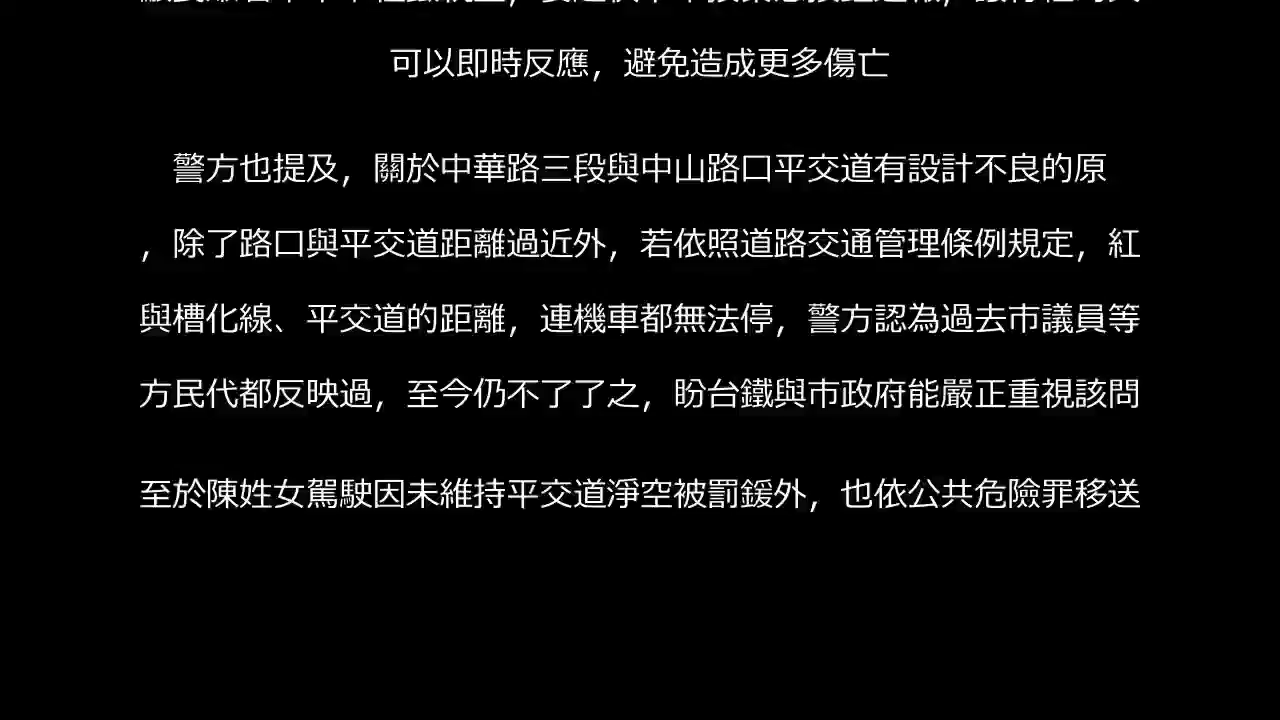 可以即時反應，避免造成更多傷亡
警方也提及，關於中華路三段與中山路口平交道有設計不良的原
，除了路口與平交道距離過近外，若依照道路交通管理條例規定，紅
與槽化線、平交道的距離，連機車都無法停，警方認為過去市議員等
方民代都反映過，至今仍不了了之，盼台鐵與市政府能嚴正重視該問
至於陳姓女駕駛因未維持平交道淨空被罰鍰外，也依公共危險罪移送